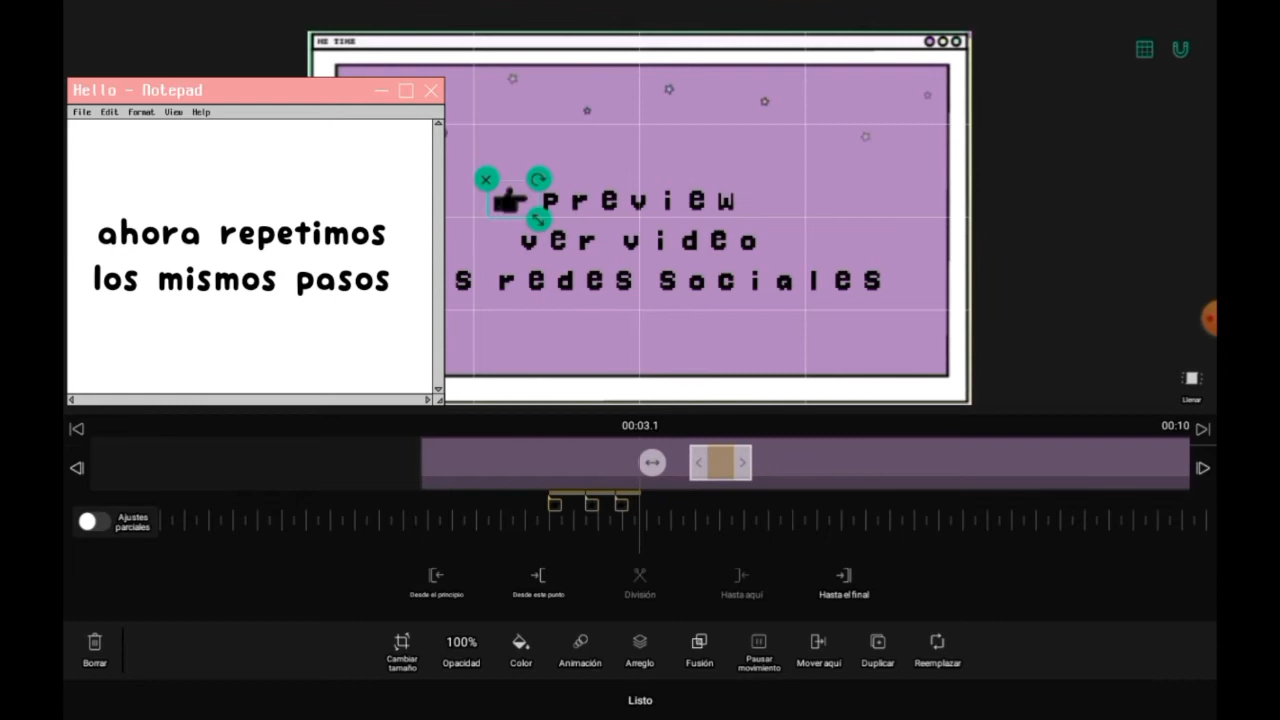 ME TIME
Hello - Notepad
File Edit Format View Help
ahora repetimos
los mismos pasos
preview
ver video
s redes sociales
Llenar
00:03.1
00:10
Ajustes
parciales
Desde el principio
Desde este punto
División
Hasta aquí
Hasta el final
Borrar
Cambiar
tamaño
100%
Opacidad
Color
Animación
Arreglo
Fusión
Pausar
movimiento
Mover aquí
Duplicar
Reemplazar
Listo